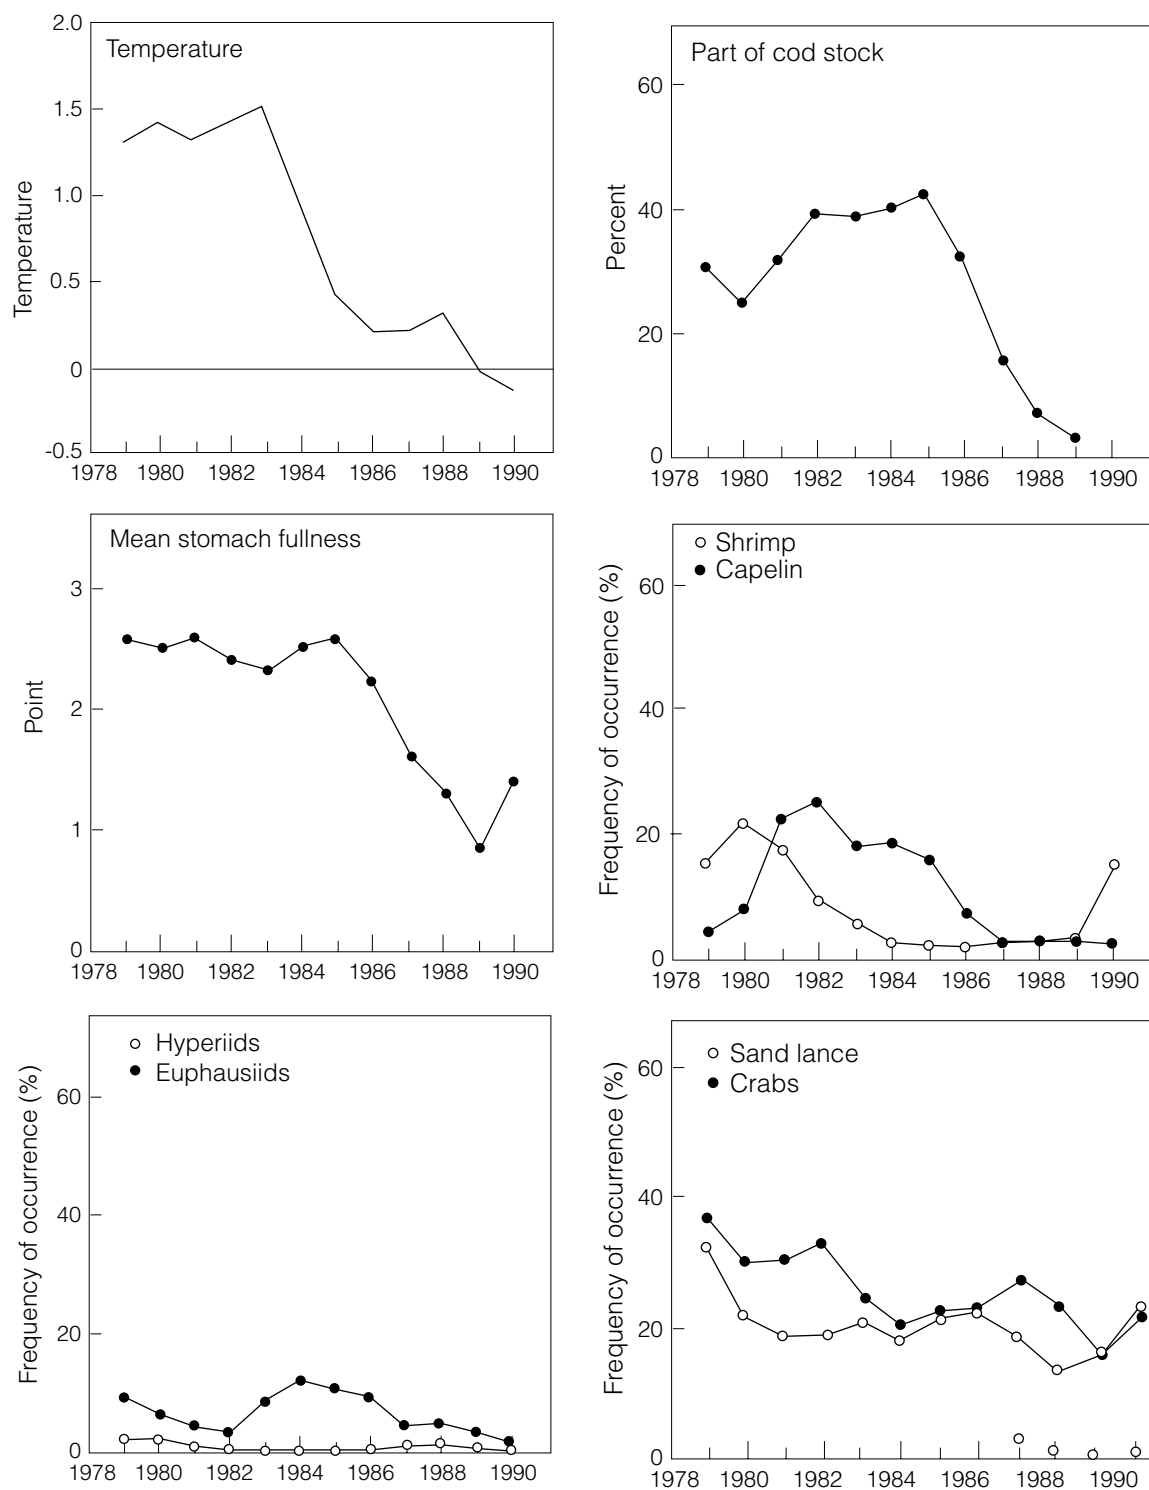 Temperature
Temperature
2.0
1.5
1.0
0.5
0
-0.5
1978 1980 1982 1984 1986 1988 1990
Part of cod stock
Percent
60
40
20
0
1978 1980 1982 1984 1986 1988 1990
Mean stomach fullness
Point
3
2
1
0
1978 1980 1982 1984 1986 1988 1990
Shrimp
Capelin
Frequency of occurrence (%)
60
40
20
0
1978 1980 1982 1984 1986 1988 1990
Hyperiids
Euphausiids
Frequency of occurrence (%)
60
40
20
0
1978 1980 1982 1984 1986 1988 1990
Sand lance
Crabs
Frequency of occurrence (%)
60
40
20
0
1978 1980 1982 1984 1986 1988 1990